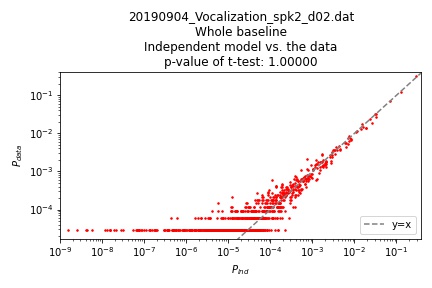 20190904_Vocalization_spk2_d02.dat
Whole baseline
Independent model vs. the data
p-value of t-test: 1.00000
10⁻¹
10⁻²
10⁻³
10⁻⁴
P_data
y=x
10⁻⁹ 10⁻⁸ 10⁻⁷ 10⁻⁶ 10⁻⁵ 10⁻⁴ 10⁻³ 10⁻² 10⁻¹
P_ind